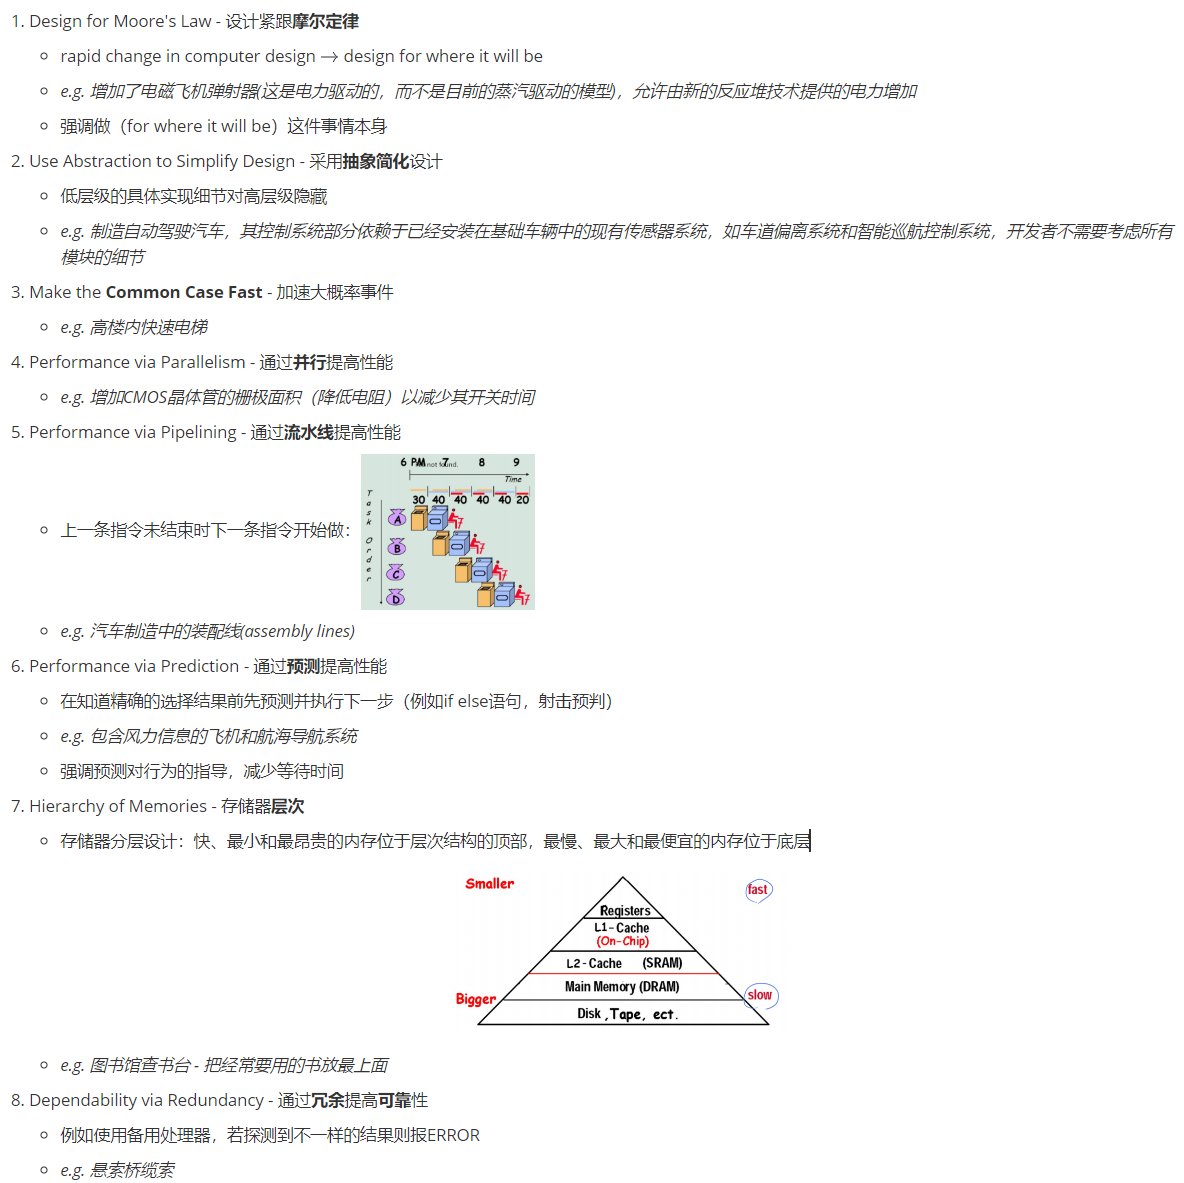 1. Design for Moore's Law - 设计紧跟摩尔定律
rapid change in computer design → design for where it will be
e.g. 增加了电磁飞机弹射器(这是电力驱动的，而不是目前的蒸汽驱动的模型)，允许由新的反应堆技术提供的电力增加
强调做（for where it will be）这件事情本身
2. Use Abstraction to Simplify Design - 采用抽象简化设计
低层级的具体实现细节对高层级隐藏
e.g. 制造自动驾驶汽车，其控制系统部分依赖于已经安装在基础车辆中的现有传感器系统，如车道偏离系统和智能巡航控制系统，开发者不需要考虑所有
模块的细节
3. Make the Common Case Fast - 加速大概率事件
e.g. 高楼内快速电梯
4. Performance via Parallelism - 通过并行提高性能
e.g. 增加CMOS晶体管的栅极面积（降低电阻）以减少其开关时间
5. Performance via Pipelining - 通过流水线提高性能
6 PM 7 8 9
not found.
Time
30 40 40 40 40 20
Task Order
A
B
C
D
上一条指令未结束时下一条指令开始做：
e.g. 汽车制造中的装配线(assembly lines)
6. Performance via Prediction - 通过预测提高性能
在知道精确的选择结果前先预测并执行下一步（例如if else语句，射击预判）
e.g. 包含风力信息的飞机和航海导航系统
强调预测对行为的指导，减少等待时间
7. Hierarchy of Memories - 存储器层次
存储器分层设计：快、最小和最昂贵的内存位于层次结构的顶部，最慢、最大和最便宜的内存位于底层
Smaller
fast
Registers
L1-Cache
(On-Chip)
L2-Cache (SRAM)
Main Memory (DRAM)
Bigger
slow
Disk ,Tape, ect.
e.g. 图书馆查书台 - 把经常要用的书放最上面
8. Dependability via Redundancy - 通过冗余提高可靠性
例如使用备用处理器，若探测到不一样的结果则报ERROR
e.g. 悬索桥缆索